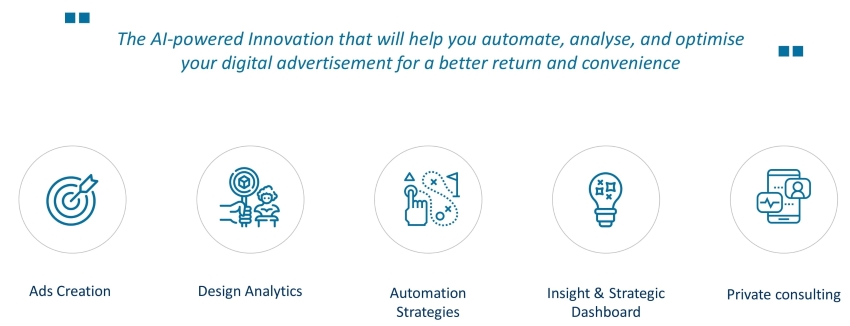 The AI-powered Innovation that will help you automate, analyse, and optimise
your digital advertisement for a better return and convenience
Ads Creation
Design Analytics
Automation
Strategies
Insight & Strategic
Dashboard
Private consulting